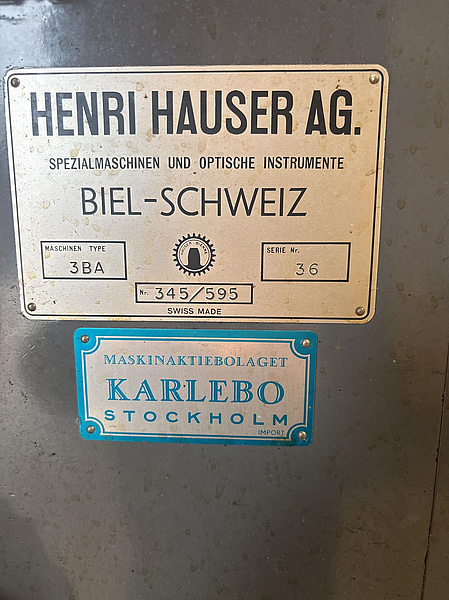 HENRI HAUSER AG.
SPEZIALMASCHINEN UND OPTISCHE INSTRUMENTE
BIEL-SCHWEIZ
MASCHINEN TYPE
3BA
SERIE Nr.
36
Nr. 345/595
SWISS MADE
MASKINAKTIEBOLAGET
KARLEBO
STOCKHOLM
IMPORT